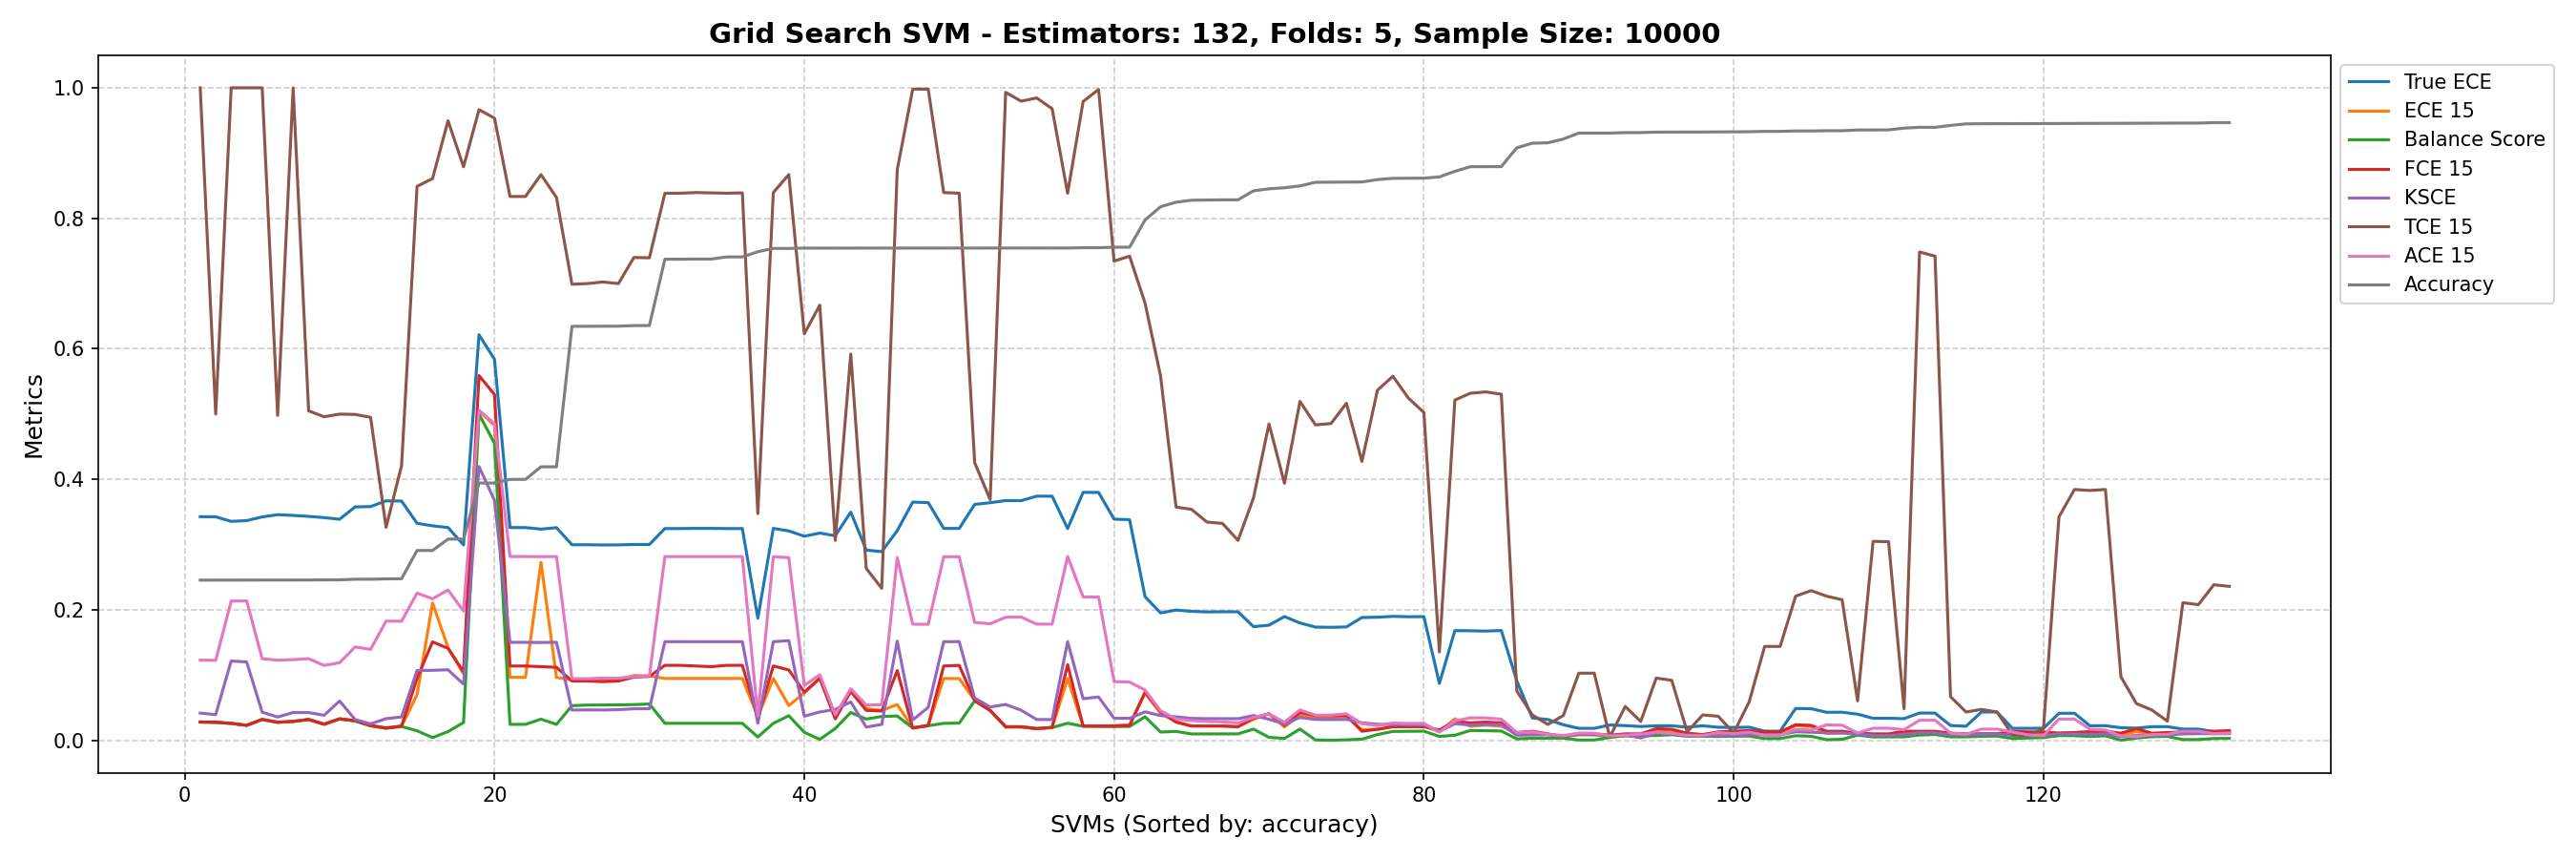 Grid Search SVM - Estimators: 132, Folds: 5, Sample Size: 10000
Metrics
1.0
0.8
0.6
0.4
0.2
0.0
0 20 40 60 80 100 120
SVMs (Sorted by: accuracy)
True ECE
ECE 15
Balance Score
FCE 15
KSCE
TCE 15
ACE 15
Accuracy